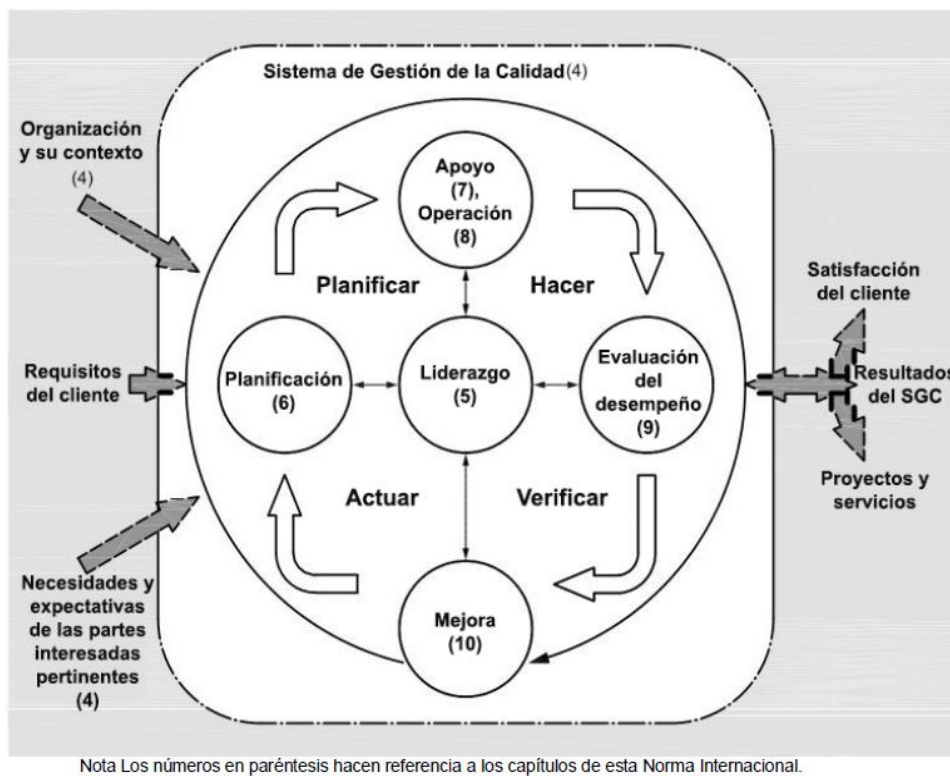 Sistema de Gestión de la Calidad(4)
Organización
y su contexto
(4)
Apoyo
(7),
Operación
(8)
Planificar
Hacer
Satisfacción
del cliente
Requisitos
del cliente
Planificación
(6)
Liderazgo
(5)
Evaluación
del
desempeño
(9)
Resultados
del SGC
Actuar
Verificar
Proyectos y
servicios
Necesidades y
expectativas
de las partes
interesadas
pertinentes
(4)
Mejora
(10)
Nota Los números en paréntesis hacen referencia a los capítulos de esta Norma Internacional.